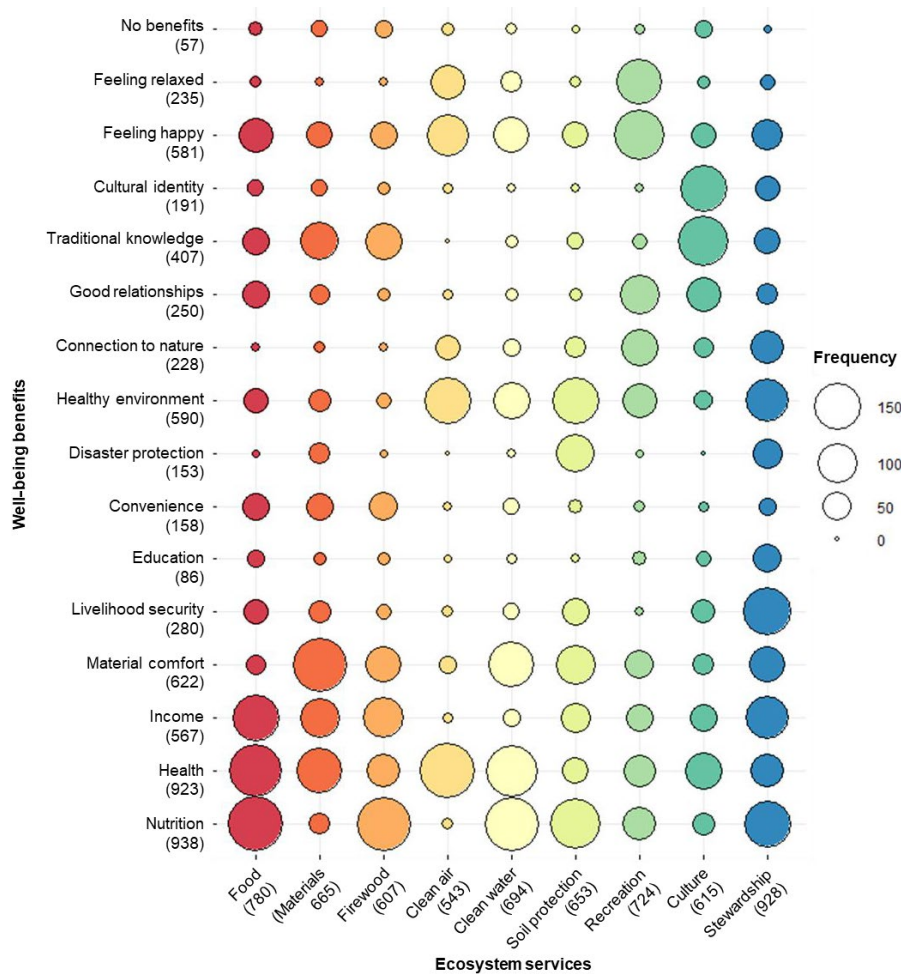 No benefits
(57)
Feeling relaxed
(235)
Feeling happy
(581)
Cultural identity
(191)
Traditional knowledge
(407)
Good relationships
(250)
Connection to nature
(228)
Healthy environment
(590)
Disaster protection
(153)
Convenience
(158)
Education
(86)
Livelihood security
(280)
Material comfort
(622)
Income
(567)
Health
(923)
Nutrition
(938)
Well-being benefits
Frequency
150
100
50
0
Food
(780)
(Materials
665)
Firewood
(607)
Clean air
(543)
Clean water
(694)
Soil protection
(653)
Recreation
(724)
Culture
(615)
Stewardship
(928)
Ecosystem services